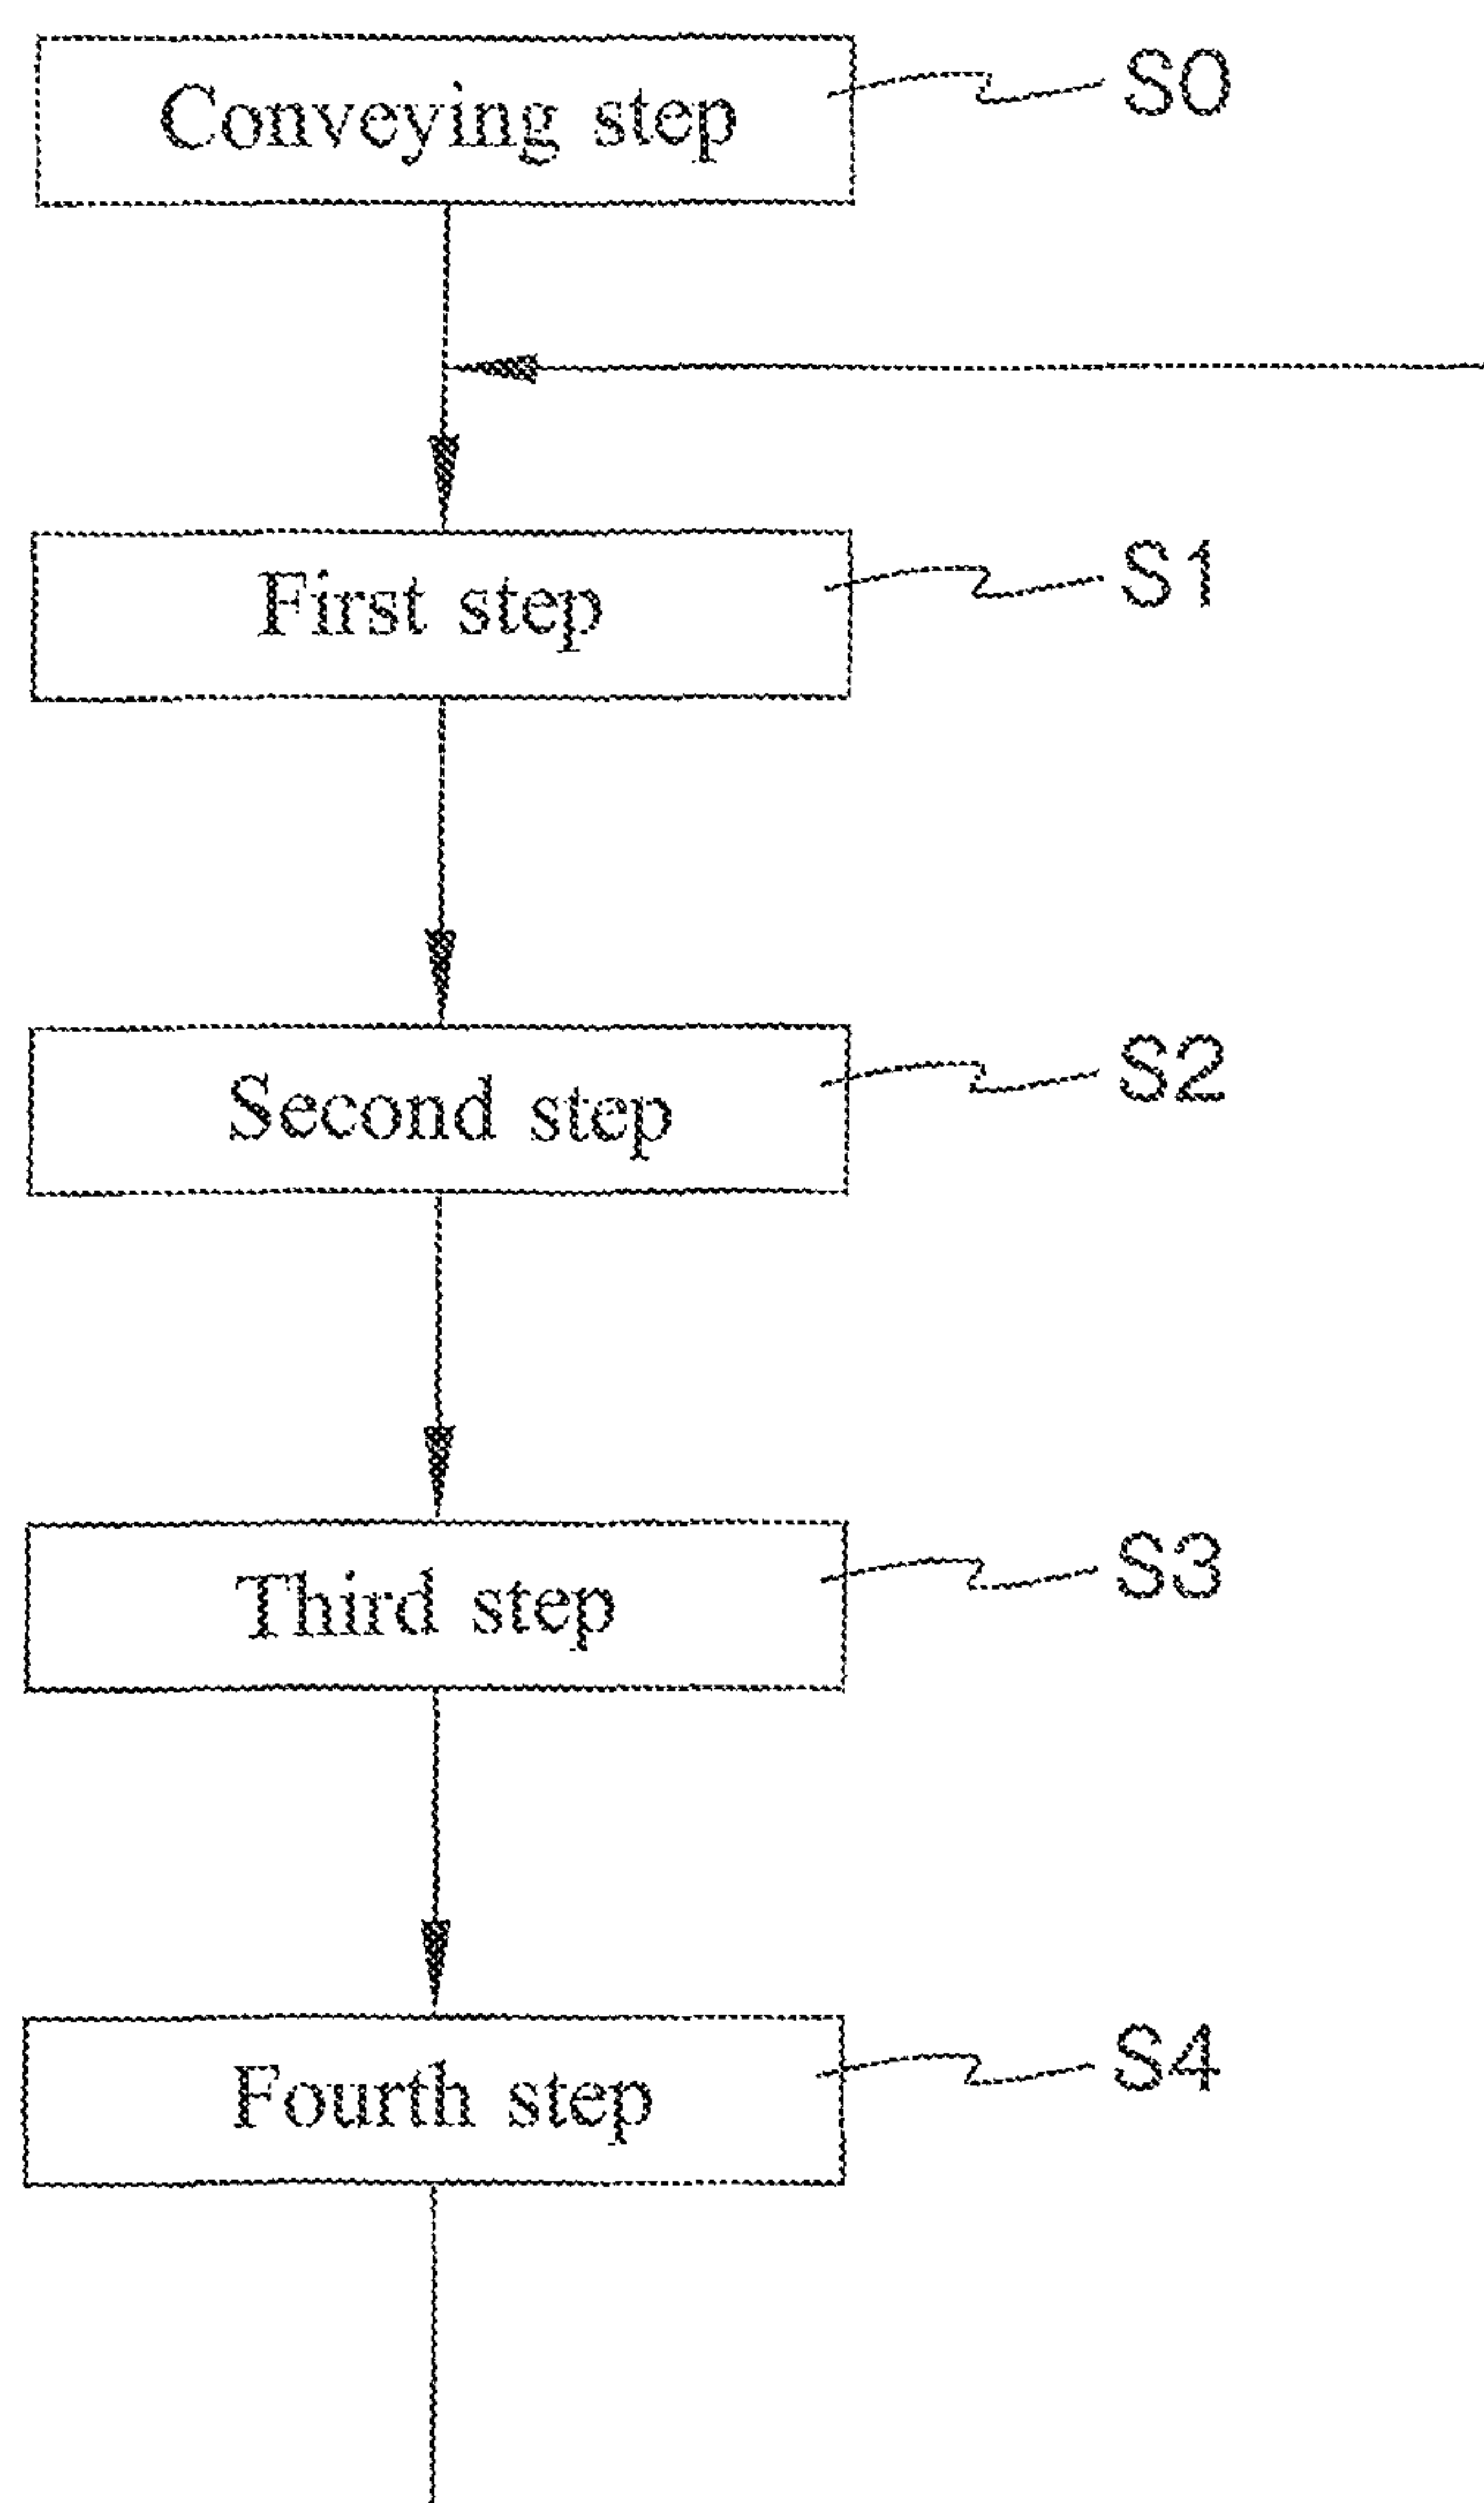 Conveying step S0
First step S1
Second step S2
Third step S3
Fourth step S4